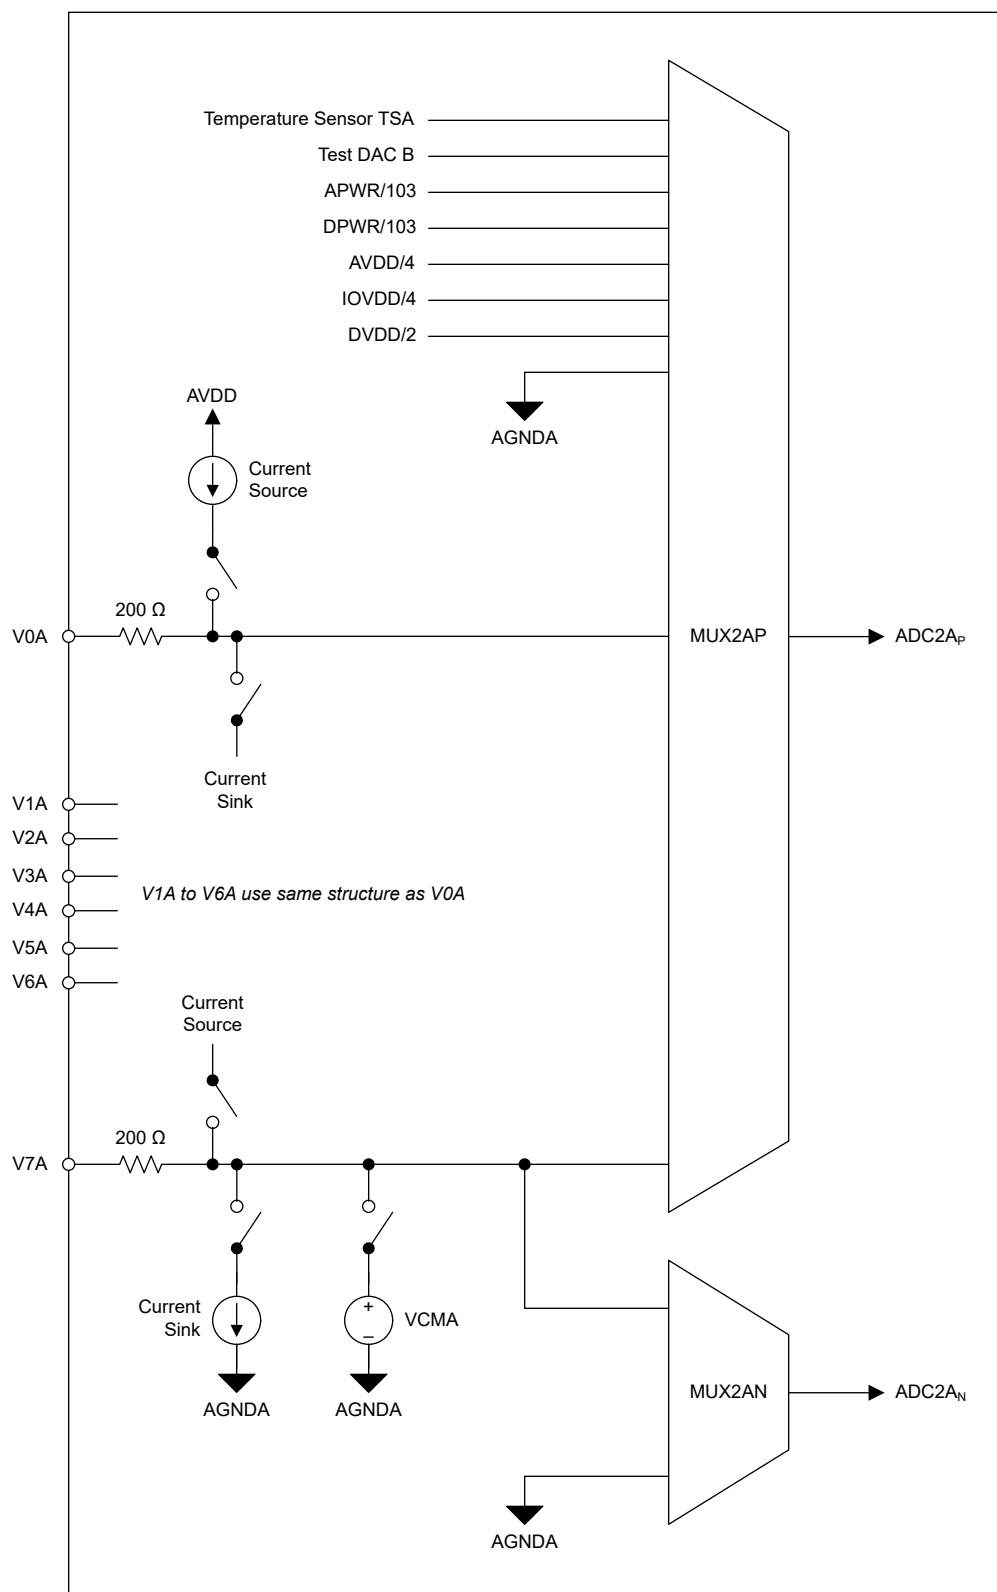 Temperature Sensor TSA
Test DAC B
APWR/103
DPWR/103
AVDD/4
IOVDD/4
DVDD/2
AVDD
AGNDA
Current
Source
200 Ω
V0A
MUX2AP
ADC2AP
Current
Sink
V1A
V2A
V3A
V4A
V5A
V6A
V1A to V6A use same structure as V0A
Current
Source
200 Ω
V7A
Current
Sink
+
–
VCMA
AGNDA
AGNDA
MUX2AN
ADC2AN
AGNDA